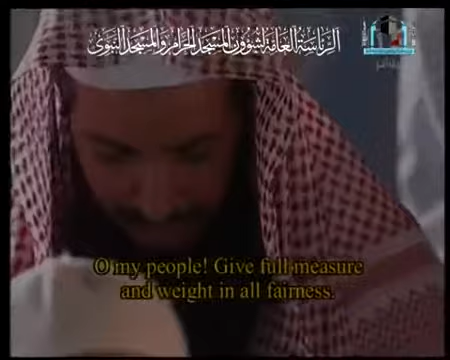 الرئاسة العامة لشؤون المسجد الحرام والمسجد النبوي
O my people! Give full measure
and weight in all fairness.